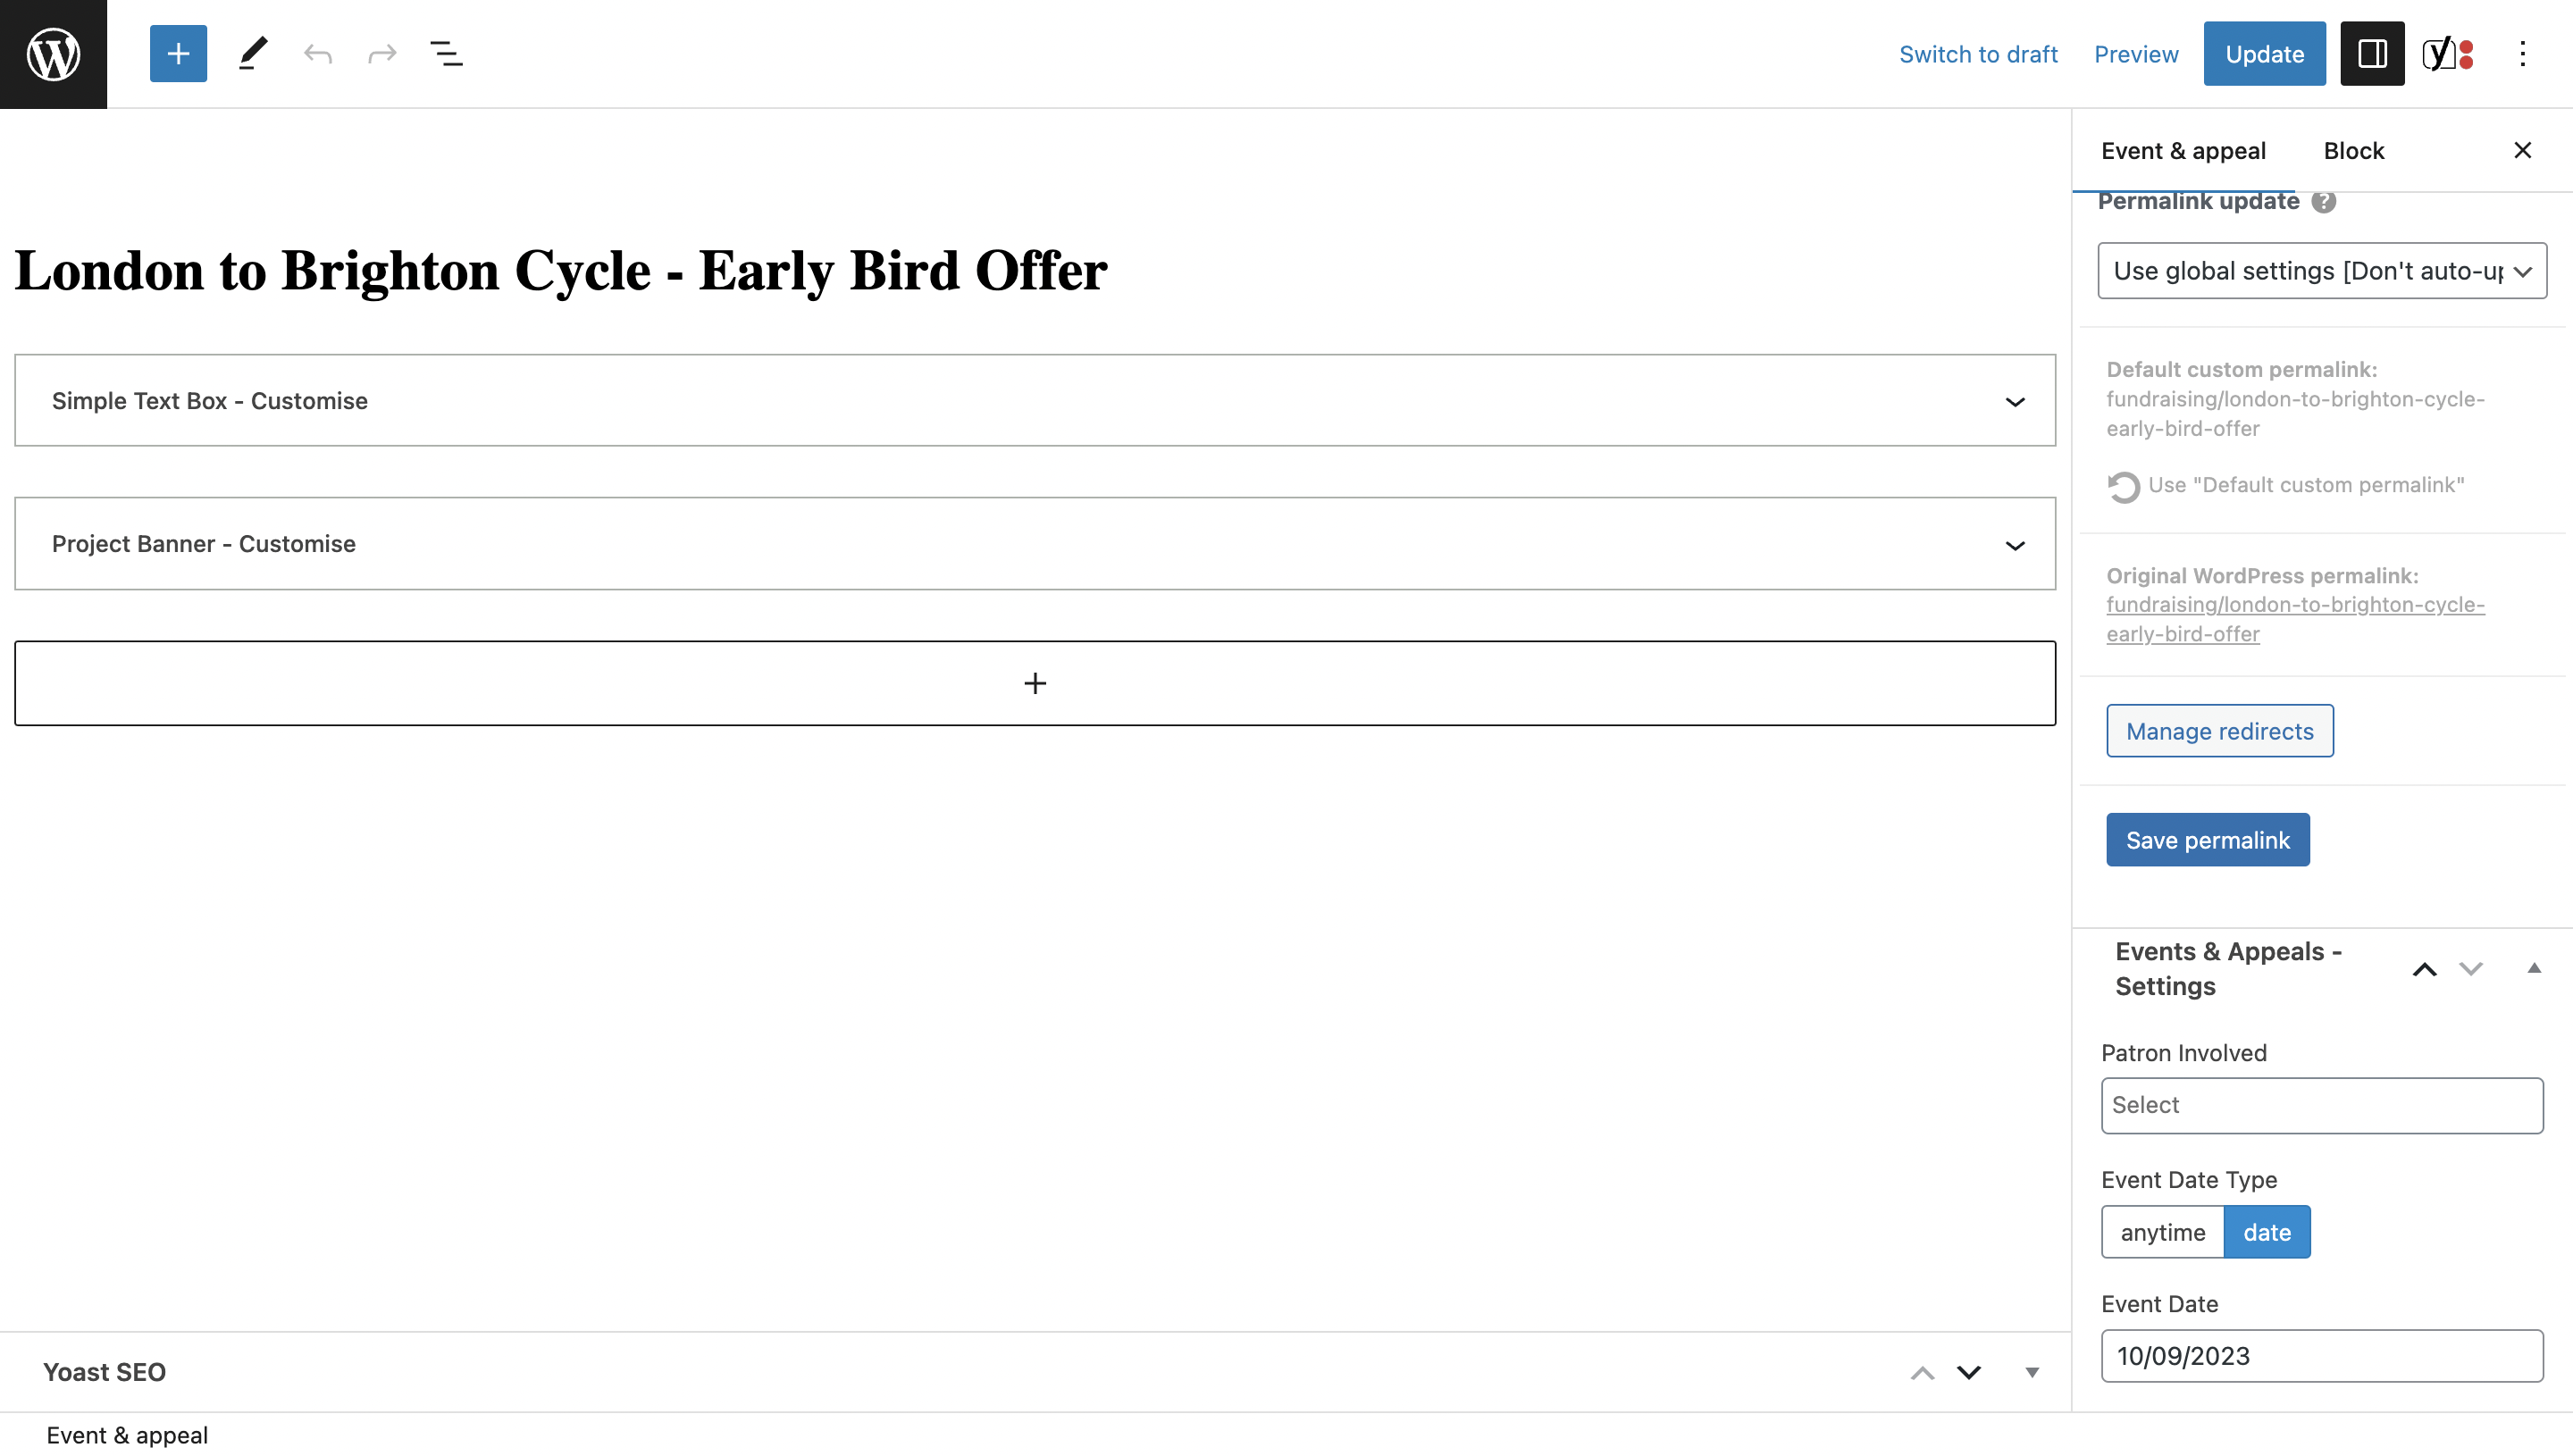 Switch to draft
Preview
Update
Event & appeal
Block
Permalink update
Use global settings [Don't auto-up
London to Brighton Cycle - Early Bird Offer
Simple Text Box - Customise
Project Banner - Customise
Default custom permalink:
fundraising/london-to-brighton-cycle-
early-bird-offer
Use "Default custom permalink"
Original WordPress permalink:
fundraising/london-to-brighton-cycle-
early-bird-offer
Manage redirects
Save permalink
Events & Appeals -
Settings
Patron Involved
Select
Event Date Type
anytime
date
Event Date
10/09/2023
Yoast SEO
Event & appeal